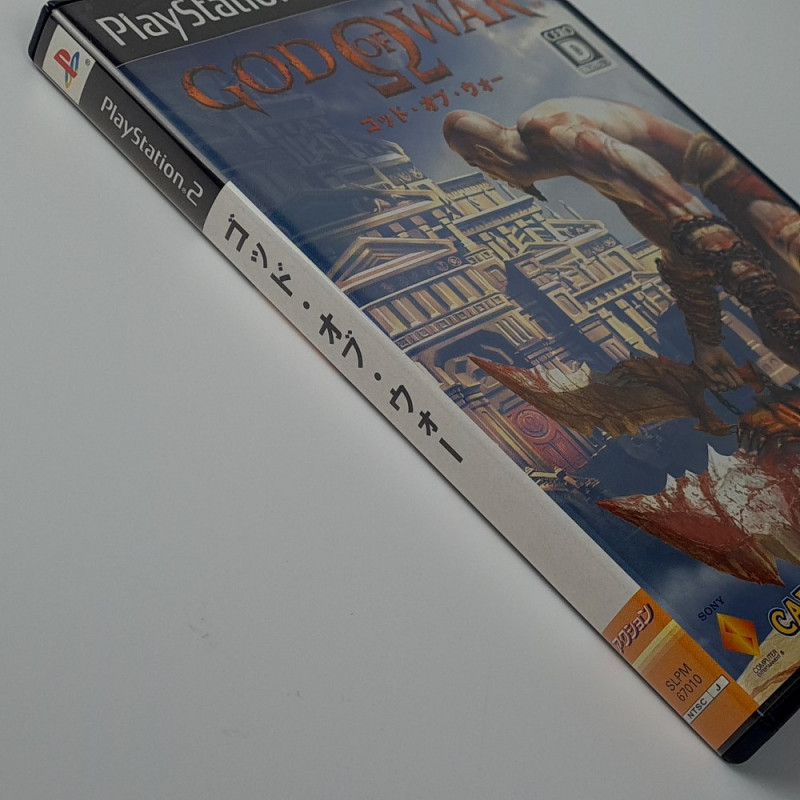 PlayStation
GOD OF WAR
ゴッド・オブ・ウォー
CERO
D
PlayStation.2
ゴッド・オブ・ウォー
アクション
SLPM
67010
NTSC J
SONY
COMPUTER
ENTERTAINMENT